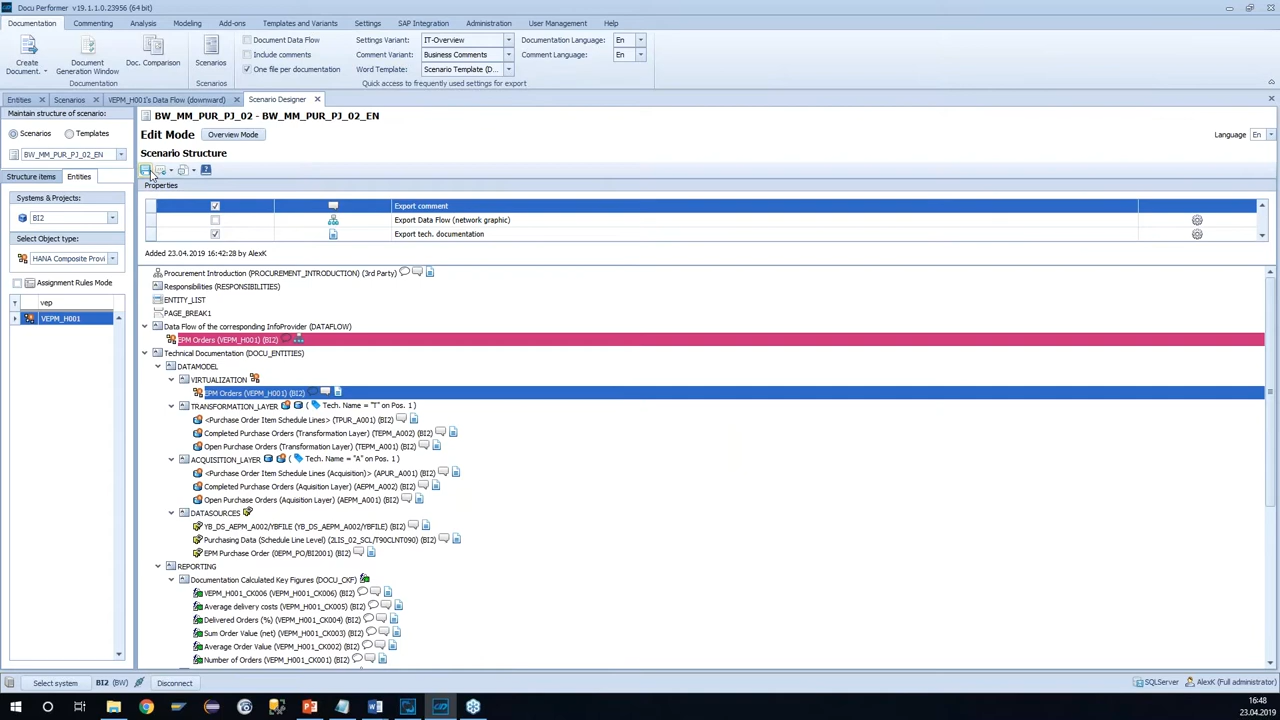 Docu Performer v19.1.1.0.23956 (64 bit)
Documentation Commenting Analysis Modeling Add-ons Templates and Variants Settings SAP Integration Administration User Management Help
Create Document.
Document Generation Window
Doc. Comparison
Scenarios
Document Data Flow
Include comments
One file per documentation
Settings Variant: IT-Overview
Comment Variant: Business Comments
Word Template: Scenario Template (D...
Documentation Language: En
Comment Language: En
Documentation Scenarios Quick access to frequently used settings for export
Entities Scenarios VEPM_H001's Data Flow (downward) Scenario Designer
Maintain structure of scenario:
Scenarios Templates
BW_MM_PUR_PJ_02_EN
Structure items Entities
Systems & Projects:
BI2
Select Object type:
HANA Composite Provi
Assignment Rules Mode
vep
VEPM_H001
BW_MM_PUR_PJ_02 - BW_MM_PUR_PJ_02_EN
Edit Mode Overview Mode
Language En
Scenario Structure
Properties
Export comment
Export Data Flow (network graphic)
Export tech. documentation
Added 23.04.2019 16:42:28 by AlexK
Procurement Introduction (PROCUREMENT_INTRODUCTION) (3rd Party)
Responsibilities (RESPONSIBILITIES)
ENTITY_LIST
PAGE_BREAK1
Data Flow of the corresponding InfoProvider (DATAFLOW)
EPM Orders (VEPM_H001) (BI2)
Technical Documentation (DOCU_ENTITIES)
DATAMODEL
VIRTUALIZATION
EPM Orders (VEPM_H001) (BI2)
TRANSFORMATION_LAYER ( Tech. Name = "T" on Pos. 1 )
<Purchase Order Item Schedule Lines> (TPUR_A001) (BI2)
Completed Purchase Orders (Transformation Layer) (TEPM_A002) (BI2)
Open Purchase Orders (Transformation Layer) (TEPM_A001) (BI2)
ACQUISITION_LAYER ( Tech. Name = "A" on Pos. 1 )
<Purchase Order Item Schedule Lines (Acquisition)> (APUR_A001) (BI2)
Completed Purchase Orders (Aquisition Layer) (AEPM_A002) (BI2)
Open Purchase Orders (Aquisition Layer) (AEPM_A001) (BI2)
DATASOURCES
YB_DS_AEPM_A002/YBFILE (YB_DS_AEPM_A002/YBFILE) (BI2)
Purchasing Data (Schedule Line Level) (2LIS_02_SCL/T90CLNT090) (BI2)
EPM Purchase Order (0EPM_PO/BI2001) (BI2)
REPORTING
Documentation Calculated Key Figures (DOCU_CKF)
VEPM_H001_CK006 (VEPM_H001_CK006) (BI2)
Average delivery costs (VEPM_H001_CK005) (BI2)
Delivered Orders (%) (VEPM_H001_CK004) (BI2)
Sum Order Value (net) (VEPM_H001_CK003) (BI2)
Average Order Value (VEPM_H001_CK002) (BI2)
Number of Orders (VEPM_H001_CK001) (BI2)
Select system BI2 (BW) Disconnect SQLServer AlexK (Full administrator)
16:48
23.04.2019